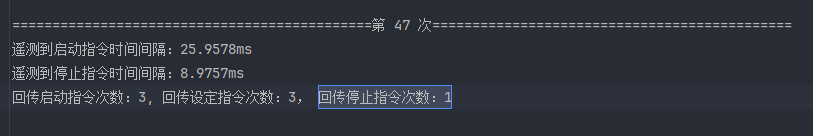 =============================================第 47 次=============================================
遥测到启动指令时间间隔：25.9578ms
遥测到停止指令时间间隔：8.9757ms
回传启动指令次数：3, 回传设定指令次数：3， 回传停止指令次数：1